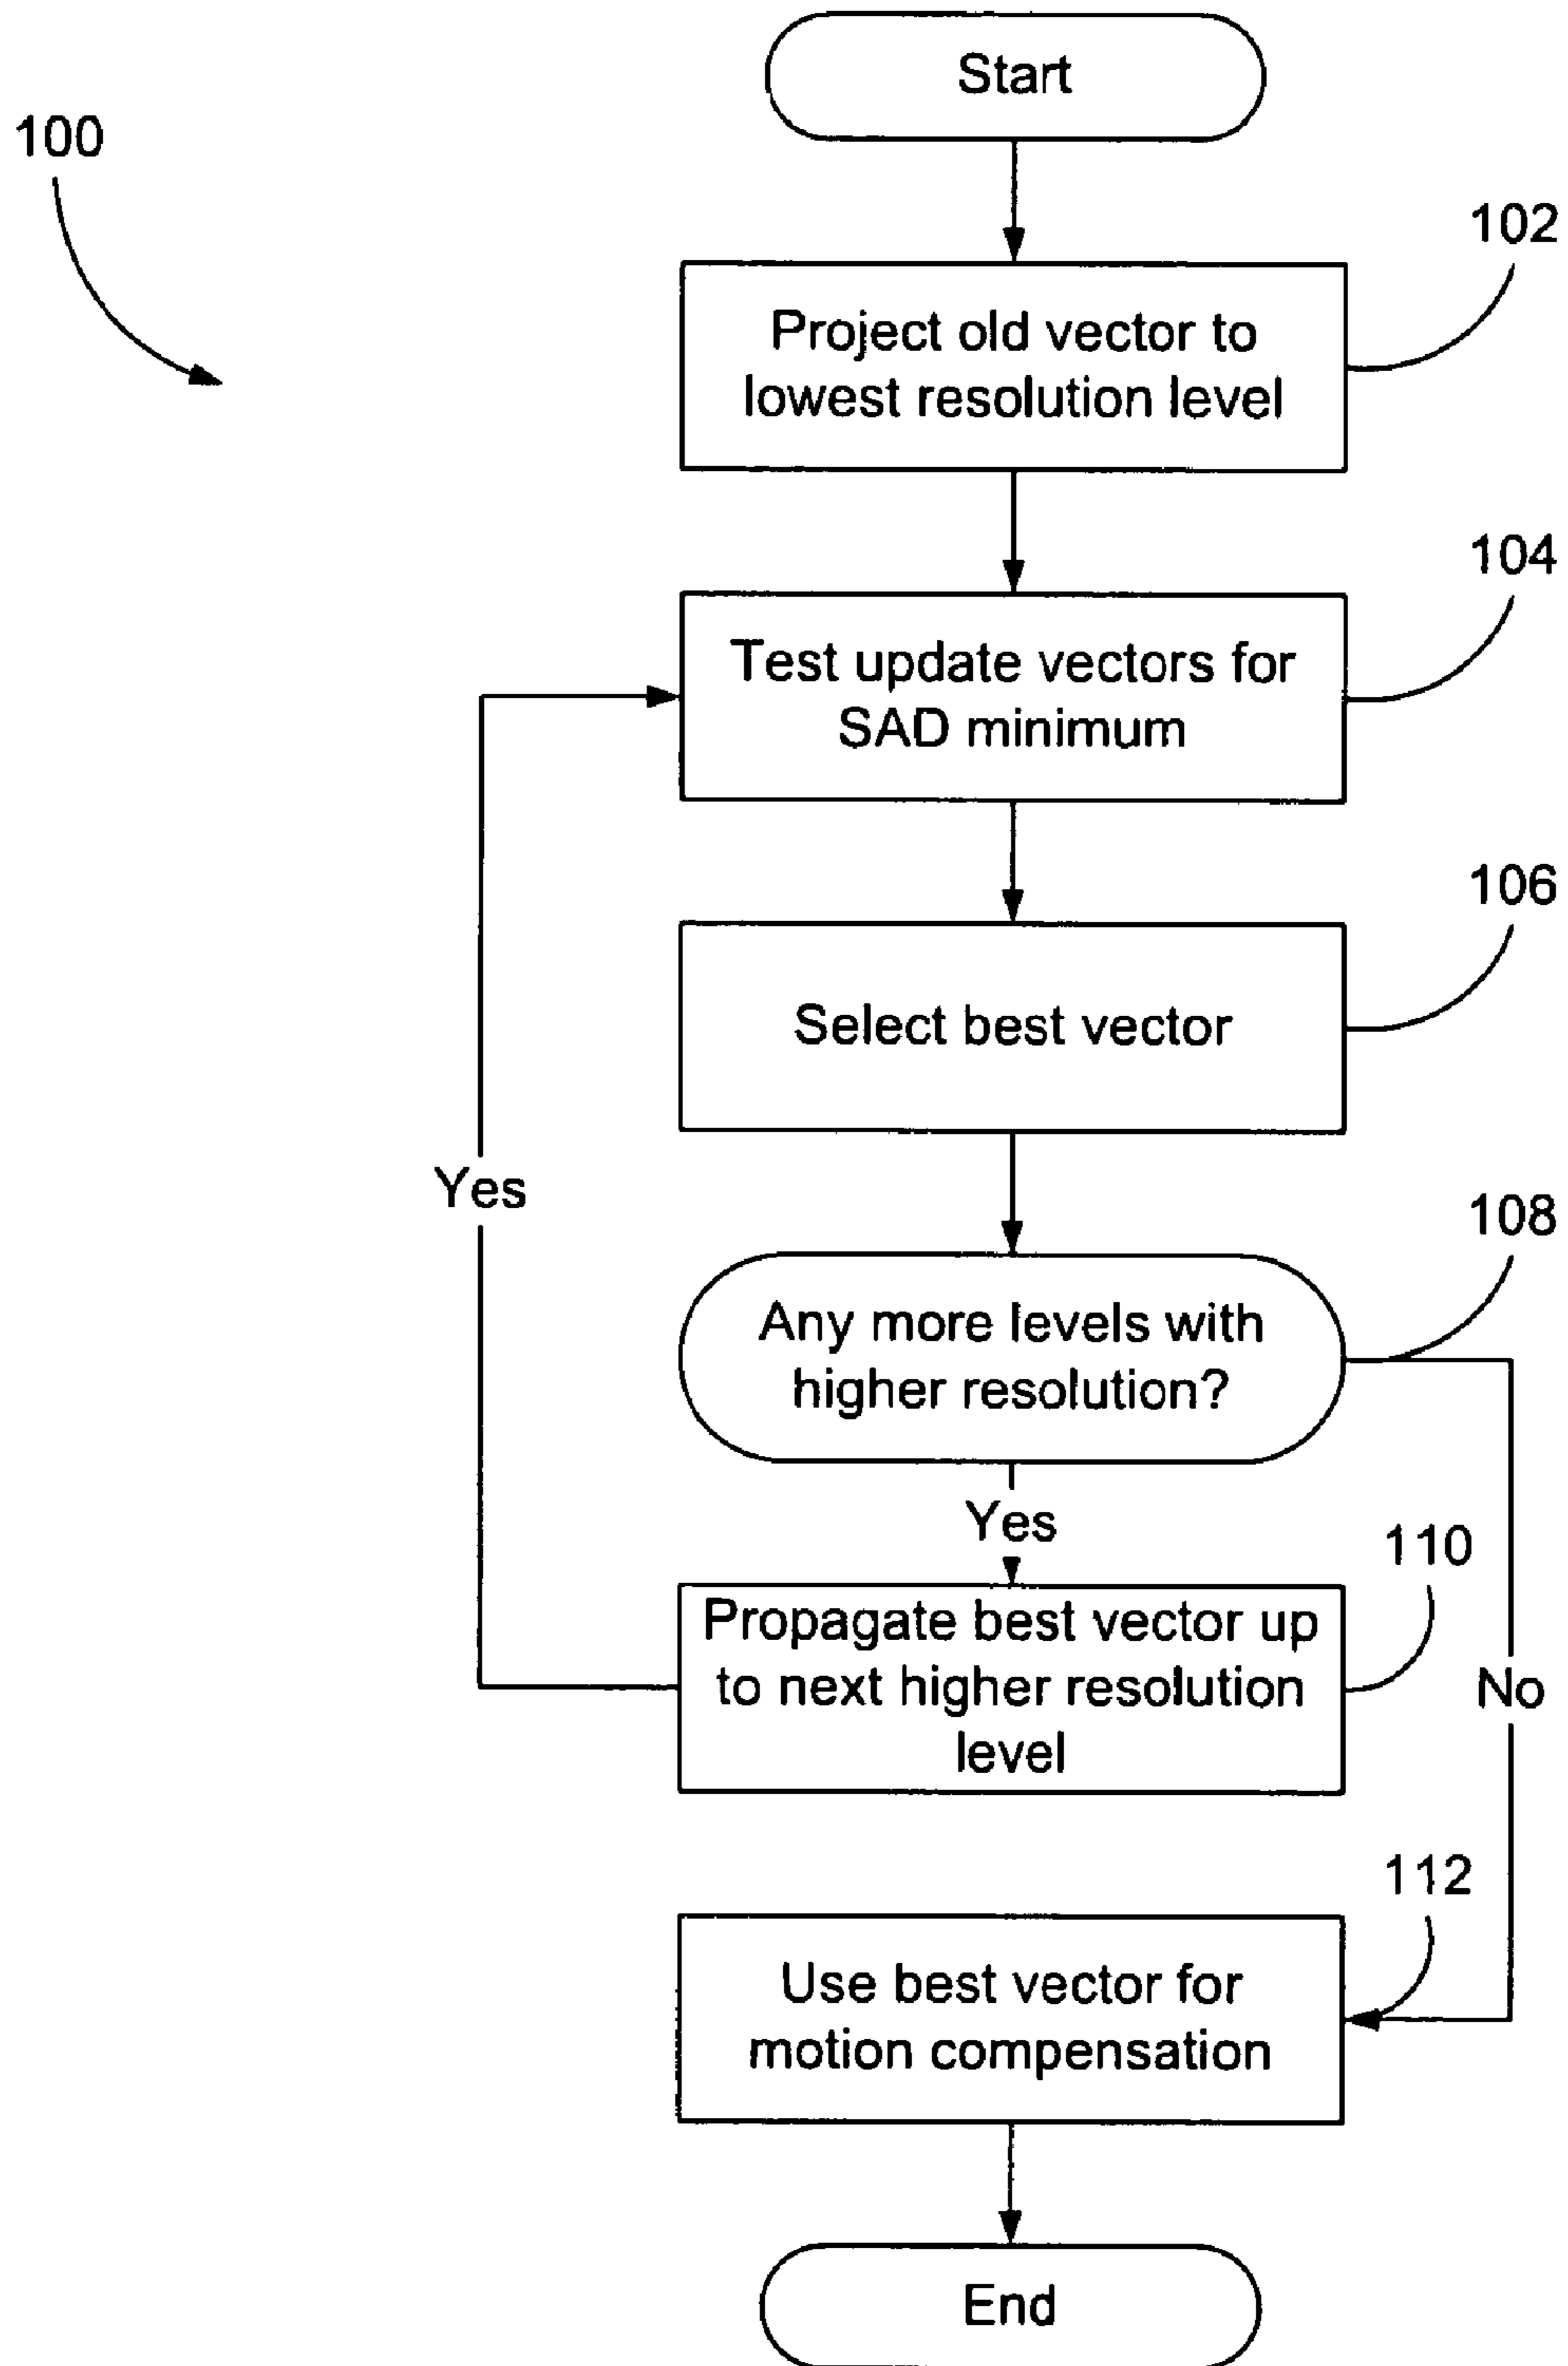 Start
100
102
Project old vector to
lowest resolution level
104
Test update vectors for
SAD minimum
106
Select best vector
Yes
108
Any more levels with
higher resolution?
Yes
110
Propagate best vector up
to next higher resolution
level
No
112
Use best vector for
motion compensation
End